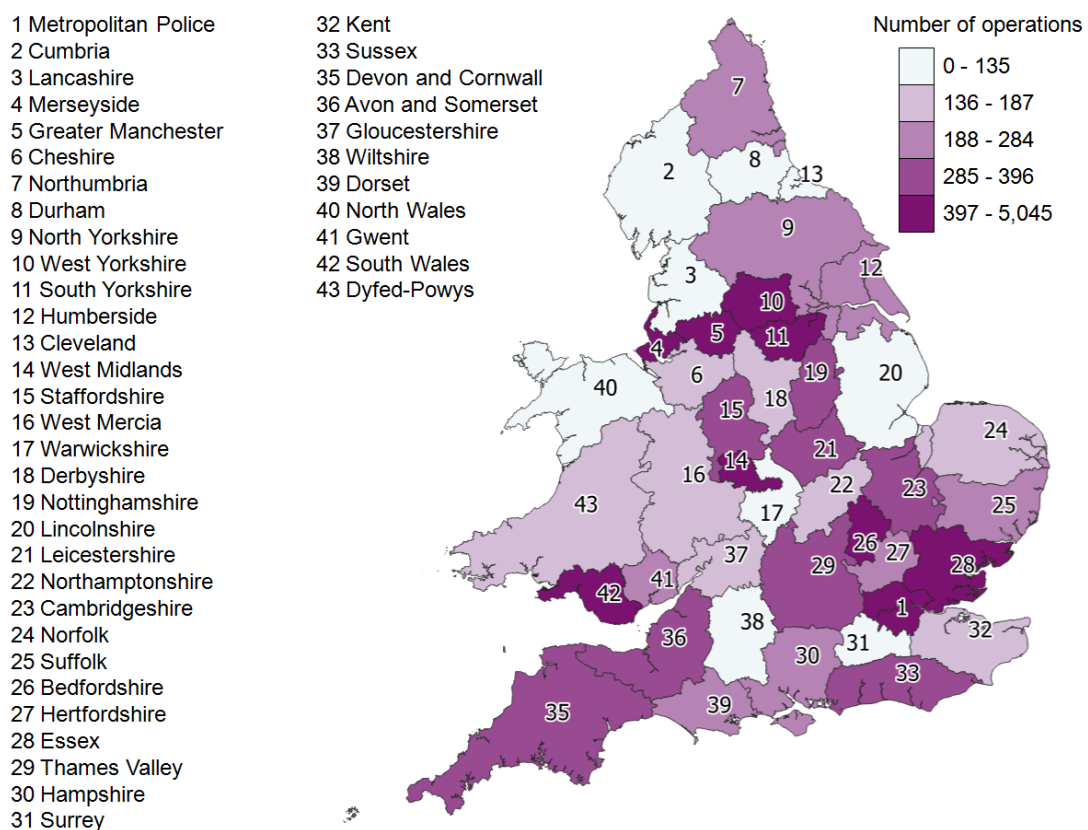 1 Metropolitan Police
2 Cumbria
3 Lancashire
4 Merseyside
5 Greater Manchester
6 Cheshire
7 Northumbria
8 Durham
9 North Yorkshire
10 West Yorkshire
11 South Yorkshire
12 Humberside
13 Cleveland
14 West Midlands
15 Staffordshire
16 West Mercia
17 Warwickshire
18 Derbyshire
19 Nottinghamshire
20 Lincolnshire
21 Leicestershire
22 Northamptonshire
23 Cambridgeshire
24 Norfolk
25 Suffolk
26 Bedfordshire
27 Hertfordshire
28 Essex
29 Thames Valley
30 Hampshire
31 Surrey
32 Kent
33 Sussex
35 Devon and Cornwall
36 Avon and Somerset
37 Gloucestershire
38 Wiltshire
39 Dorset
40 North Wales
41 Gwent
42 South Wales
43 Dyfed-Powys
Number of operations
0 - 135
136 - 187
188 - 284
285 - 396
397 - 5,045
7
8
2
13
9
12
3
10
5
11
4
6
40
19
20
18
15
24
21
14
16
22
23
25
43
17
26
27
37
29
28
41
42
1
38
32
36
31
30
33
39
35